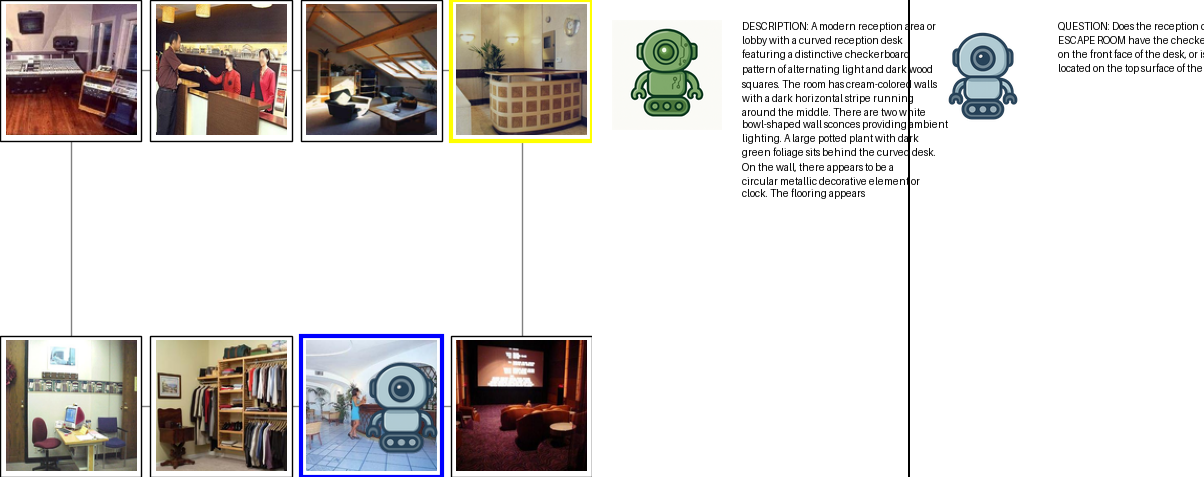 DESCRIPTION: A modern reception area or
lobby with a curved reception desk
featuring a distinctive checkerboard
pattern of alternating light and dark wood
squares. The room has cream-colored walls
with a dark horizontal stripe running
around the middle. There are two white
bowl-shaped wall sconces providing ambient
lighting. A large potted plant with dark
green foliage sits behind the curved desk.
On the wall, there appears to be a
circular metallic decorative element or
clock. The flooring appears
QUESTION: Does the reception
ESCAPE ROOM have the
on the front face of the desk, or
located on the top surface of the